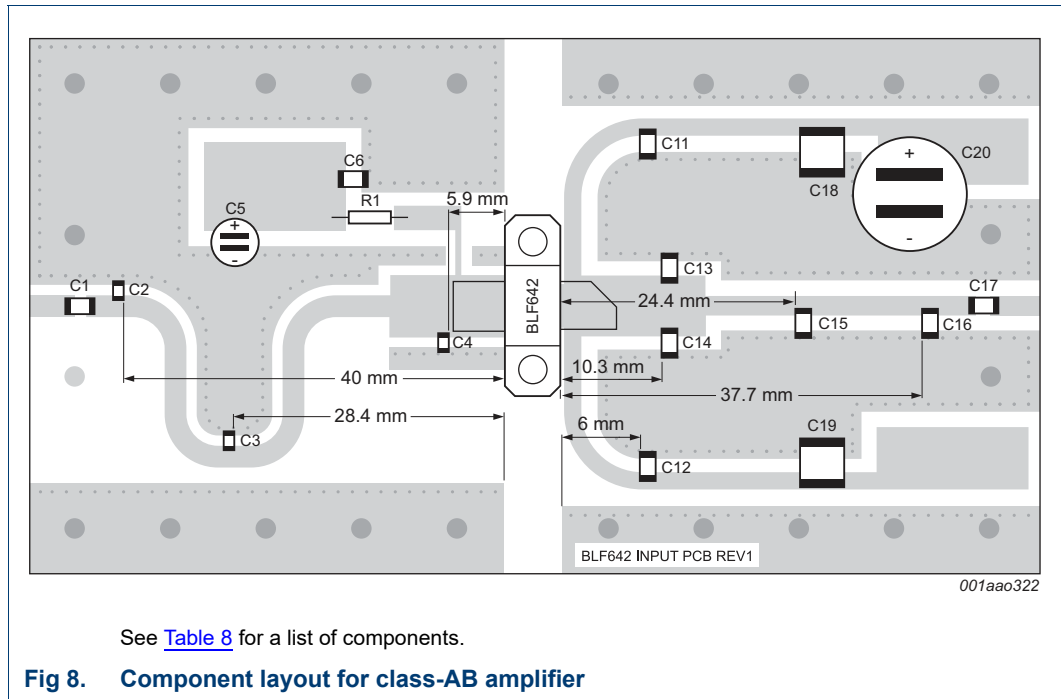 C11
C6
C18
+
C20
-
R1
5.9 mm
C5
+
-
C13
C1
C2
BLF642
24.4 mm
C17
C4
C14
C15
C16
10.3 mm
40 mm
37.7 mm
28.4 mm
6 mm
C19
C3
C12
BLF642 INPUT PCB REV1
001aao322
See Table 8 for a list of components.
Fig 8. Component layout for class-AB amplifier